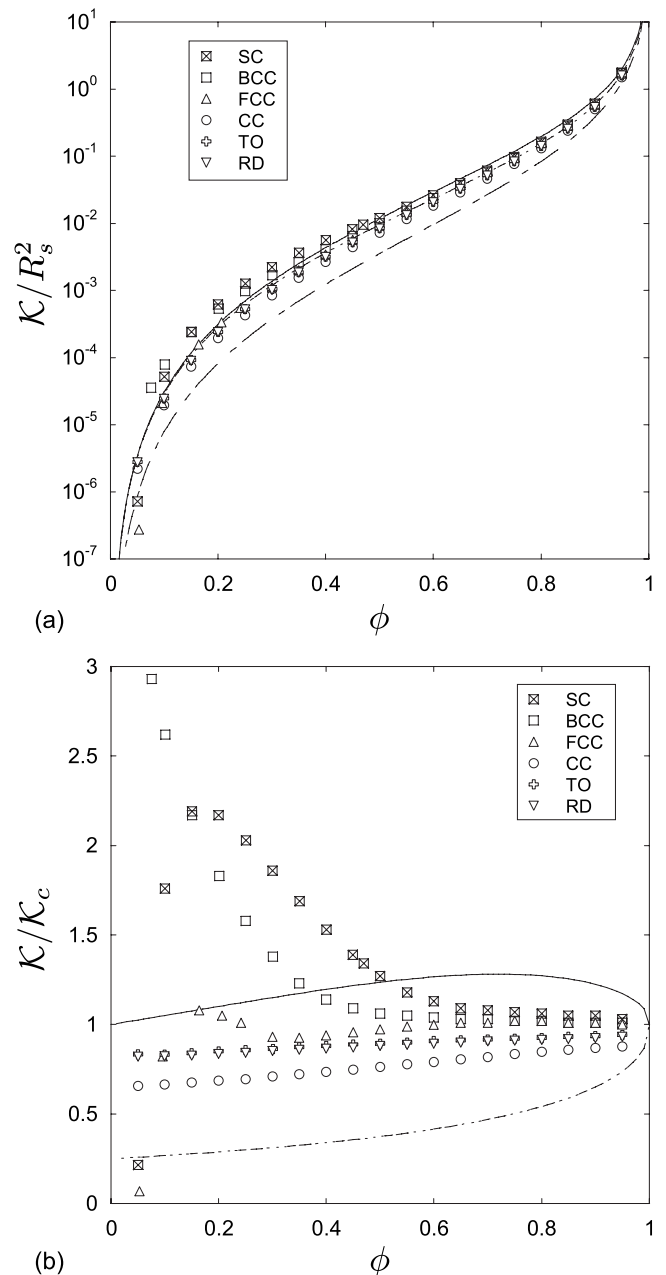 10^1
10^0
10^-1
10^-2
10^-3
10^-4
10^-5
10^-6
10^-7
K/R_s^2
SC
BCC
FCC
CC
TO
RD
0 0.2 0.4 0.6 0.8 1
(a) ϕ
3
2.5
2
1.5
1
0.5
0
K/K_c
SC
BCC
FCC
CC
TO
RD
0 0.2 0.4 0.6 0.8 1
(b) ϕ